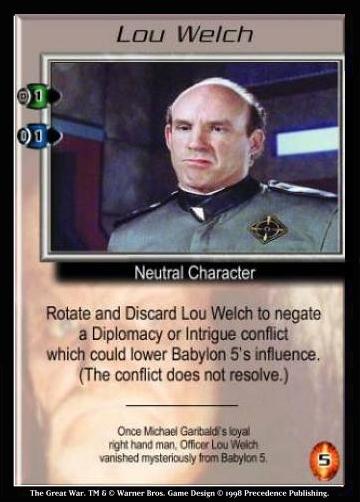 Lou Welch
1
1
Neutral Character
Rotate and Discard Lou Welch to negate
a Diplomacy or Intrigue conflict
which could lower Babylon 5's influence.
(The conflict does not resolve.)
Once Michael Garibaldi's loyal
right hand man, Officer Lou Welch
vanished mysteriously from Babylon 5.
5
The Great War. TM & © Warner Bros. Game Design © 1998 Precedence Publishing.